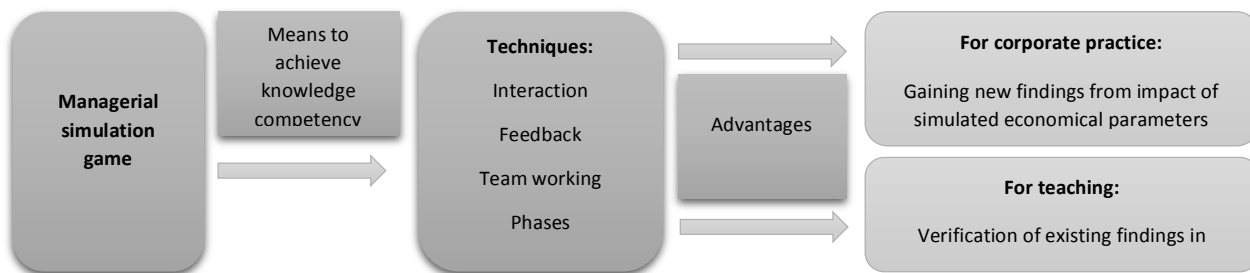 Managerial
simulation
game
Means to
achieve
knowledge
competency
Techniques:
Interaction
Feedback
Team working
Phases
Advantages
For corporate practice:
Gaining new findings from impact of
simulated economical parameters
For teaching:
Verification of existing findings in